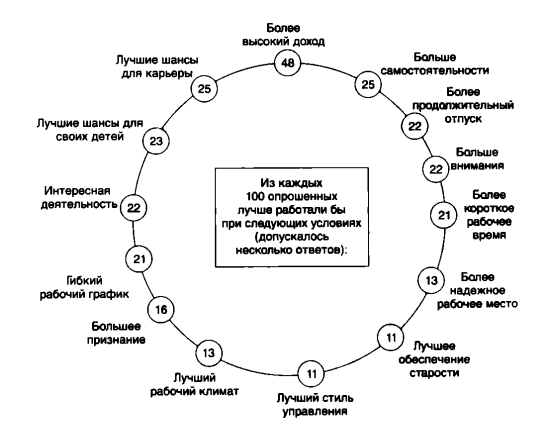 Более
высокий доход
48
Больше
самостоятельности
25
Более
продолжительный
отпуск
22
Больше
внимания
22
Более
короткое
рабочее
время
21
Более
надежное
рабочее место
13
Лучшее
обеспечение
старости
11
Лучший стиль
управления
11
Лучший
рабочий климат
13
Большее
признание
16
Гибкий
рабочий график
21
Интересная
деятельность
22
Лучшие шансы для
своих детей
23
Лучшие шансы
для карьеры
25
Из каждых
100 опрошенных
лучше работали бы
при следующих условиях
(допускалось
несколько ответов):